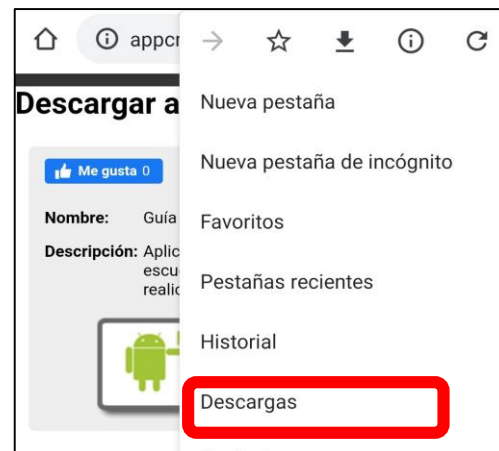 appcr
Descargar a
Me gusta 0
Nombre: Guía
Descripción: Aplic
escu
realic
Nueva pestaña
Nueva pestaña de incógnito
Favoritos
Pestañas recientes
Historial
Descargas